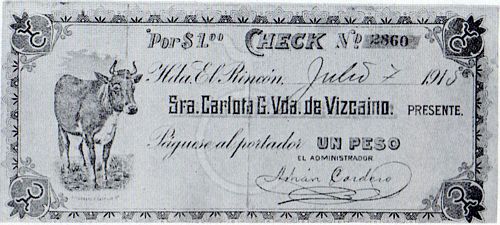 Por $1.00 CHECK No. 2860
Hda. El Rincón, Julio 7 1915
Sra. Carlota G. Vda. de Vizcaino. PRESENTE.
Páguese al portador UN PESO
EL ADMINISTRADOR
Adrián Cordero